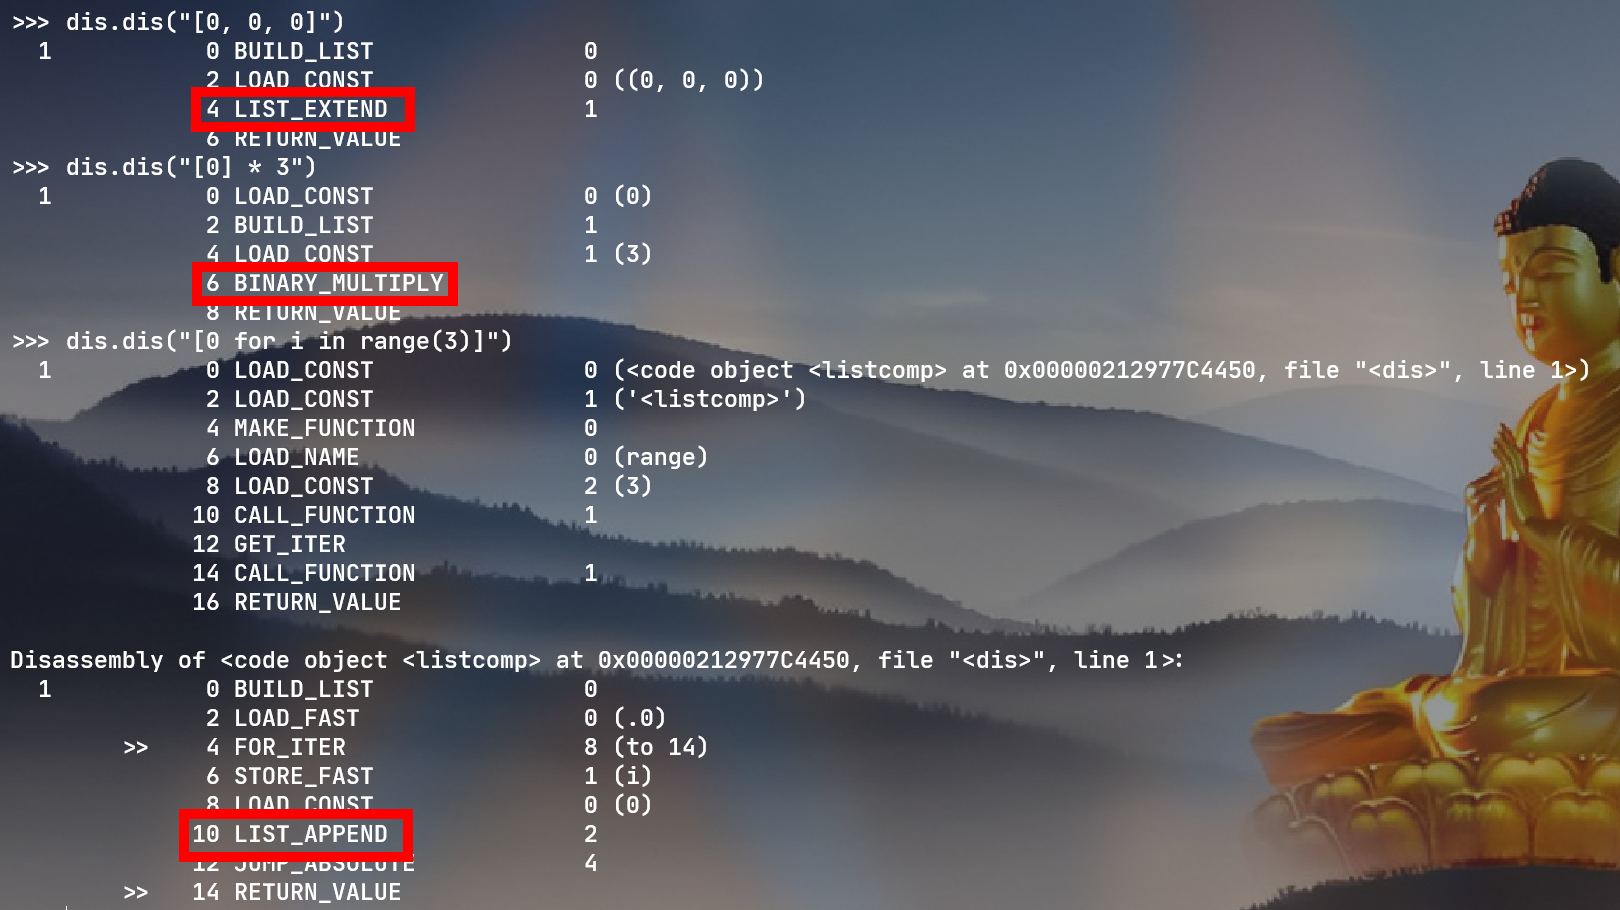 >>> dis.dis("[0, 0, 0]")
  1           0 BUILD_LIST               0
              2 LOAD_CONST               0 ((0, 0, 0))
              4 LIST_EXTEND              1
              6 RETURN_VALUE
>>> dis.dis("[0] * 3")
  1           0 LOAD_CONST               0 (0)
              2 BUILD_LIST               1
              4 LOAD_CONST               1 (3)
              6 BINARY_MULTIPLY
              8 RETURN_VALUE
>>> dis.dis("[0 for i in range(3)]")
  1           0 LOAD_CONST               0 (<code object <listcomp> at 0x00000212977C4450, file "<dis>", line 1>)
              2 LOAD_CONST               1 ('<listcomp>')
              4 MAKE_FUNCTION            0
              6 LOAD_NAME                0 (range)
              8 LOAD_CONST               2 (3)
             10 CALL_FUNCTION            1
             12 GET_ITER
             14 CALL_FUNCTION            1
             16 RETURN_VALUE
Disassembly of <code object <listcomp> at 0x00000212977C4450, file "<dis>", line 1>:
  1           0 BUILD_LIST               0
              2 LOAD_FAST                0 (.0)
        >>    4 FOR_ITER                 8 (to 14)
              6 STORE_FAST               1 (i)
              8 LOAD_CONST               0 (0)
             10 LIST_APPEND              2
             12 JUMP_ABSOLUTE            4
        >>   14 RETURN_VALUE